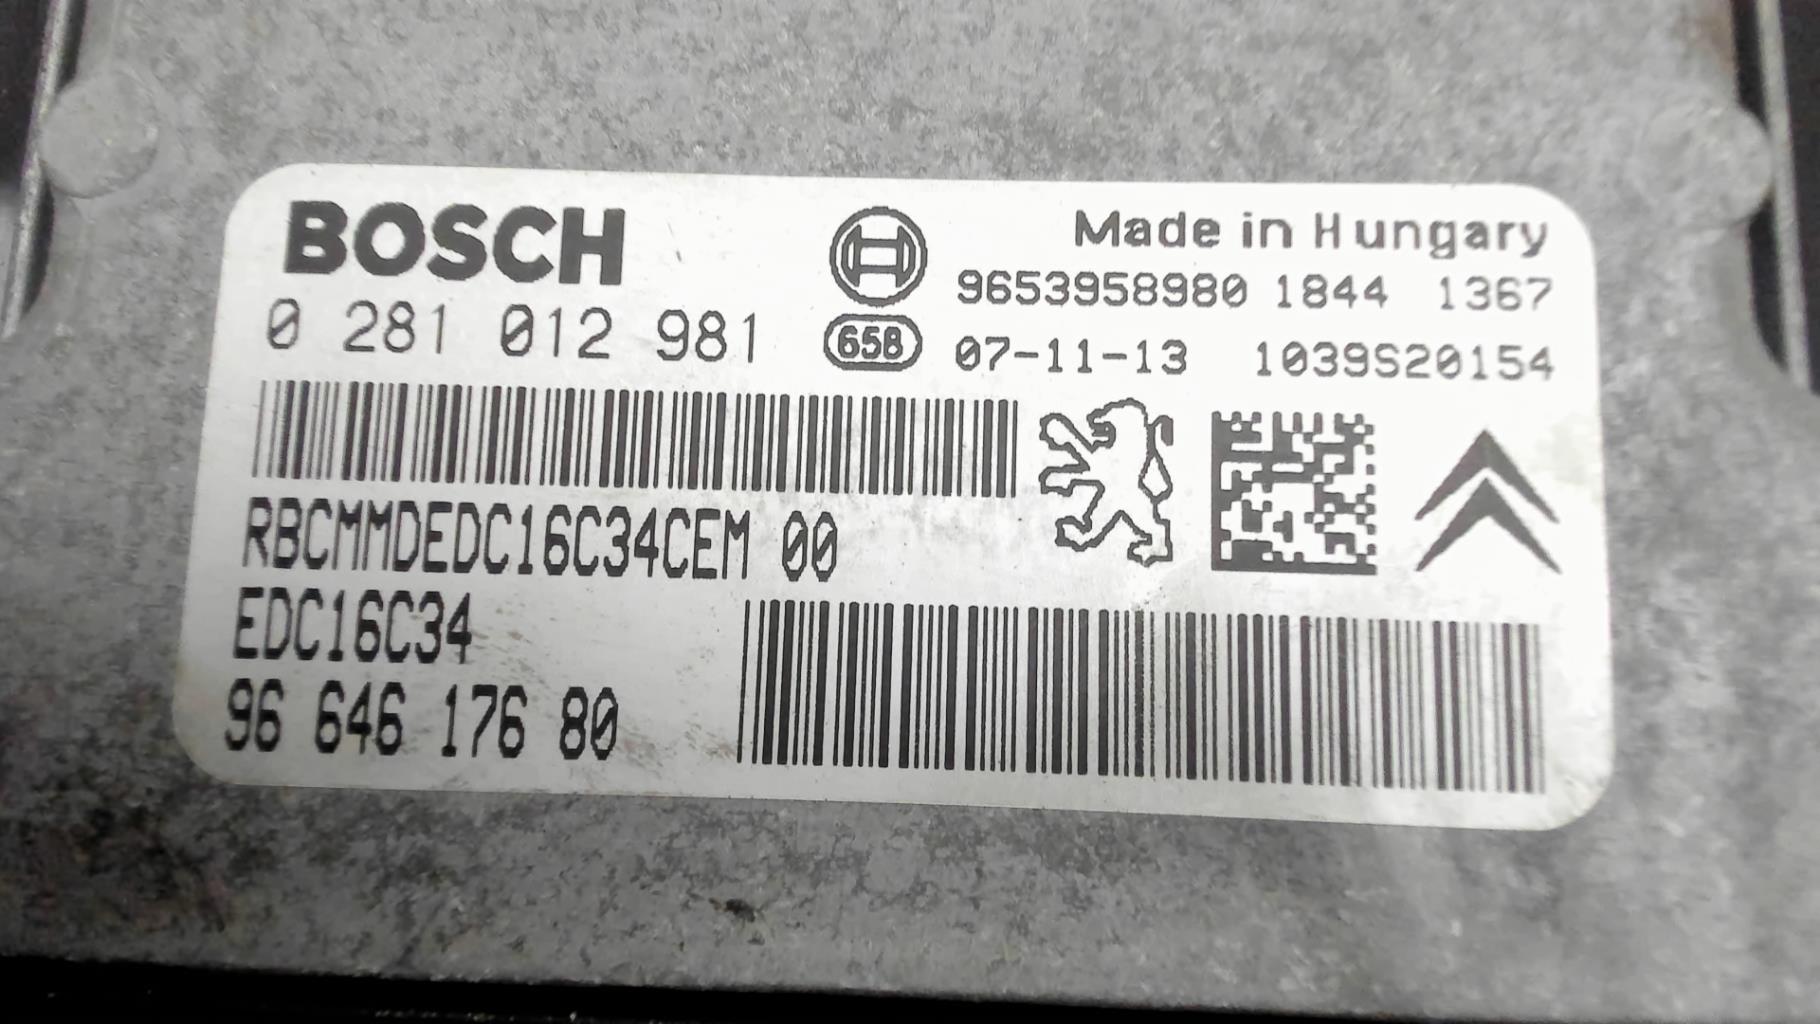 BOSCH
Made in Hungary
9653958980 1844 1367
0 281 012 981
658
07-11-13 1039S20154
RBCMMDEDC16C34CEM 00
EDC16C34
96 646 176 80